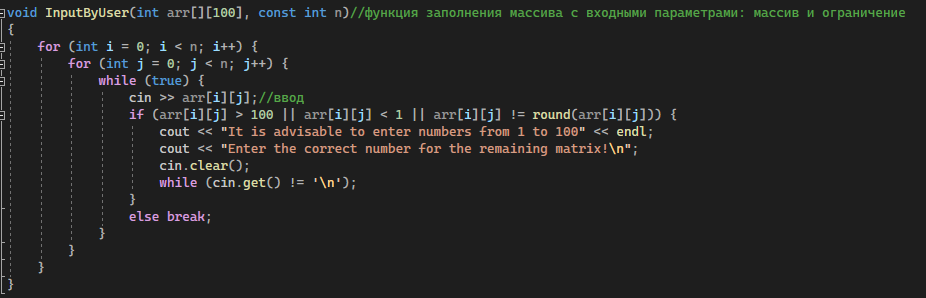 void InputByUser(int arr[][100], const int n)//функция заполнения массива с входными параметрами: массив и ограничение
{
for (int i = 0; i < n; i++) {
for (int j = 0; j < n; j++) {
while (true) {
cin >> arr[i][j];//ввод
if (arr[i][j] > 100 || arr[i][j] < 1 || arr[i][j] != round(arr[i][j])) {
cout << "It is advisable to enter numbers from 1 to 100" << endl;
cout << "Enter the correct number for the remaining matrix!\n";
cin.clear();
while (cin.get() != '\n');
}
else break;
}
}
}
}